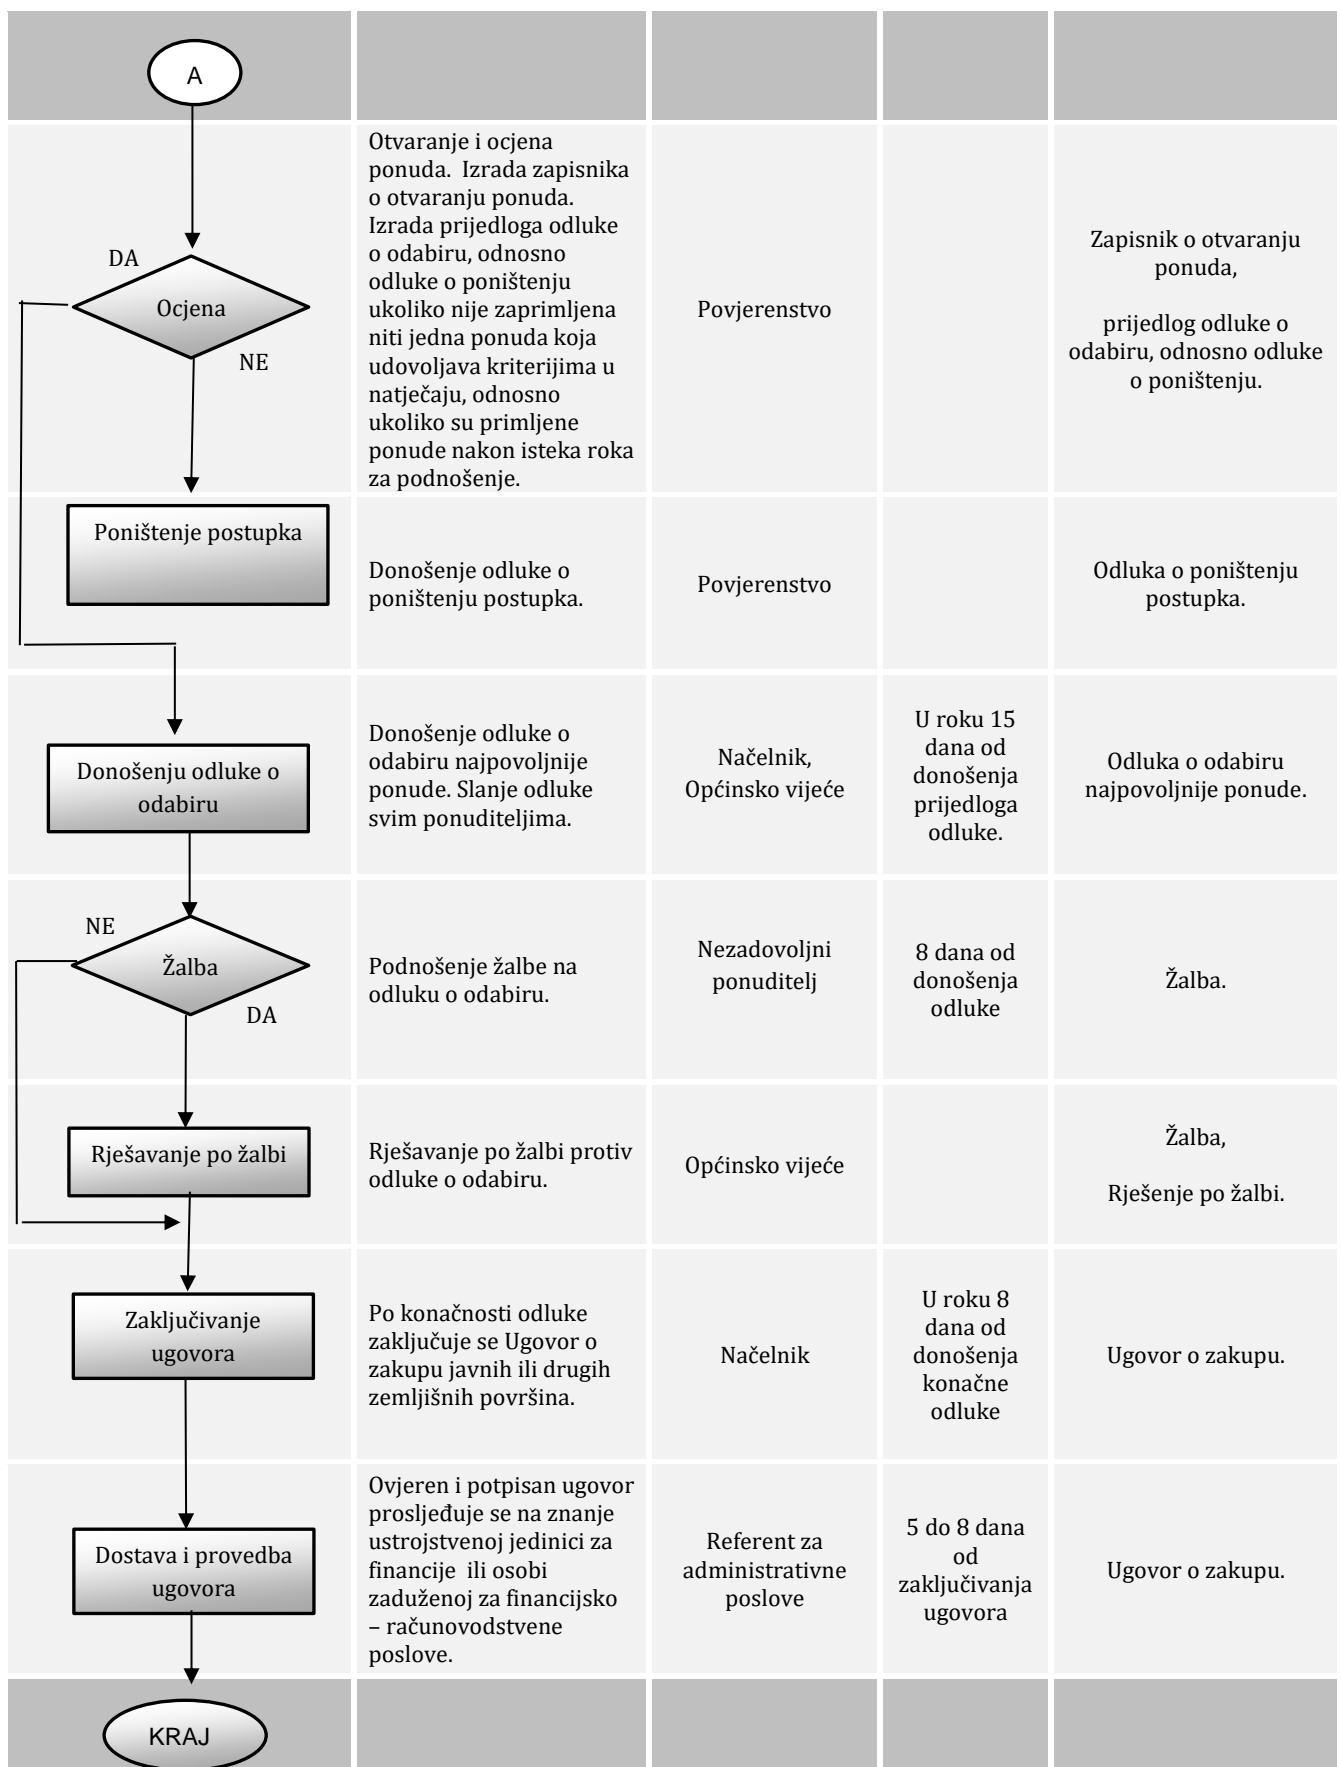 A
DA
Ocjena
NE
Otvaranje i ocjena
ponuda.  Izrada zapisnika
o otvaranju ponuda.
Izrada prijedloga odluke
o odabiru, odnosno
odluke o poništenju
ukoliko nije zaprimljena
niti jedna ponuda koja
udovoljava kriterijima u
natječaju, odnosno
ukoliko su primljene
ponude nakon isteka roka
za podnošenje.
Povjerenstvo
Zapisnik o otvaranju
ponuda,
prijedlog odluke o
odabiru, odnosno odluke
o poništenju.
Poništenje postupka
Donošenje odluke o
poništenju postupka.
Povjerenstvo
Odluka o poništenju
postupka.
Donošenju odluke o
odabiru
Donošenje odluke o
odabiru najpovoljnije
ponude. Slanje odluke
svim ponuditeljima.
Načelnik,
Općinsko vijeće
U roku 15
dana od
donošenja
prijedloga
odluke.
Odluka o odabiru
najpovoljnije ponude.
NE
Žalba
DA
Podnošenje žalbe na
odluku o odabiru.
Nezadovoljni
ponuditelj
8 dana od
donošenja
odluke
Žalba.
Rješavanje po žalbi
Rješavanje po žalbi protiv
odluke o odabiru.
Općinsko vijeće
Žalba,
Rješenje po žalbi.
Zaključivanje
ugovora
Po konačnosti odluke
zaključuje se Ugovor o
zakupu javnih ili drugih
zemljišnih površina.
Načelnik
U roku 8
dana od
donošenja
konačne
odluke
Ugovor o zakupu.
Dostava i provedba
ugovora
Ovjeren i potpisan ugovor
prosljeđuje se na znanje
ustrojstvenoj jedinici za
financije  ili osobi
zaduženoj za financijsko
– računovodstvene
poslove.
Referent za
administrativne
poslove
5 do 8 dana
od
zaključivanja
ugovora
Ugovor o zakupu.
KRAJ